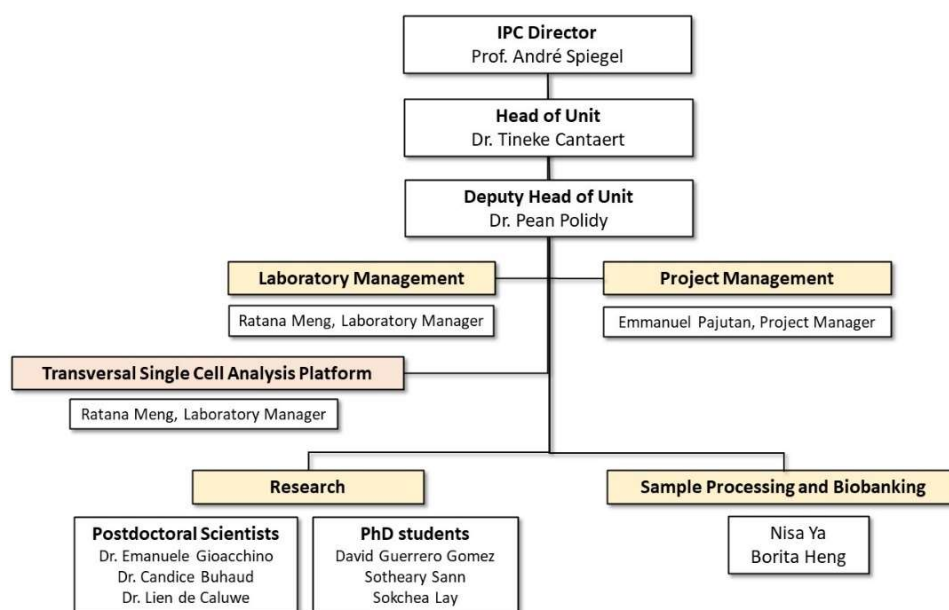 IPC Director
Prof. André Spiegel
Head of Unit
Dr. Tineke Cantaert
Deputy Head of Unit
Dr. Pean Polidy
Laboratory Management
Ratana Meng, Laboratory Manager
Project Management
Emmanuel Pajutan, Project Manager
Transversal Single Cell Analysis Platform
Ratana Meng, Laboratory Manager
Research
Postdoctoral Scientists
Dr. Emanuele Gioacchino
Dr. Candice Buhaud
Dr. Lien de Caluwe
PhD students
David Guerrero Gomez
Sotheary Sann
Sokchea Lay
Sample Processing and Biobanking
Nisa Ya
Borita Heng